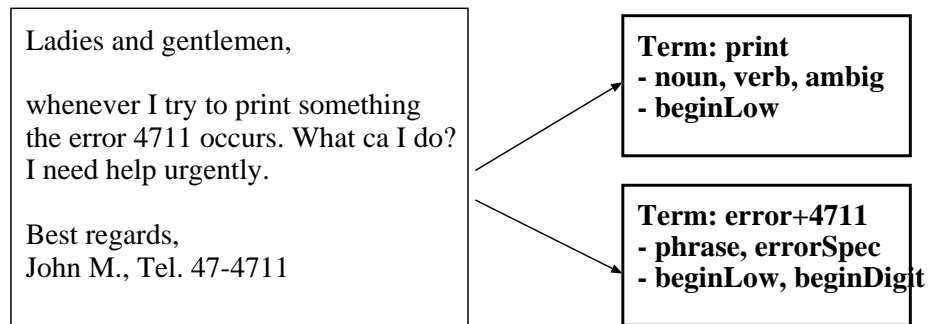 Ladies and gentlemen,
whenever I try to print something
the error 4711 occurs. What ca I do?
I need help urgently.
Best regards,
John M., Tel. 47-4711
Term: print
- noun, verb, ambig
- beginLow
Term: error+4711
- phrase, errorSpec
- beginLow, beginDigit